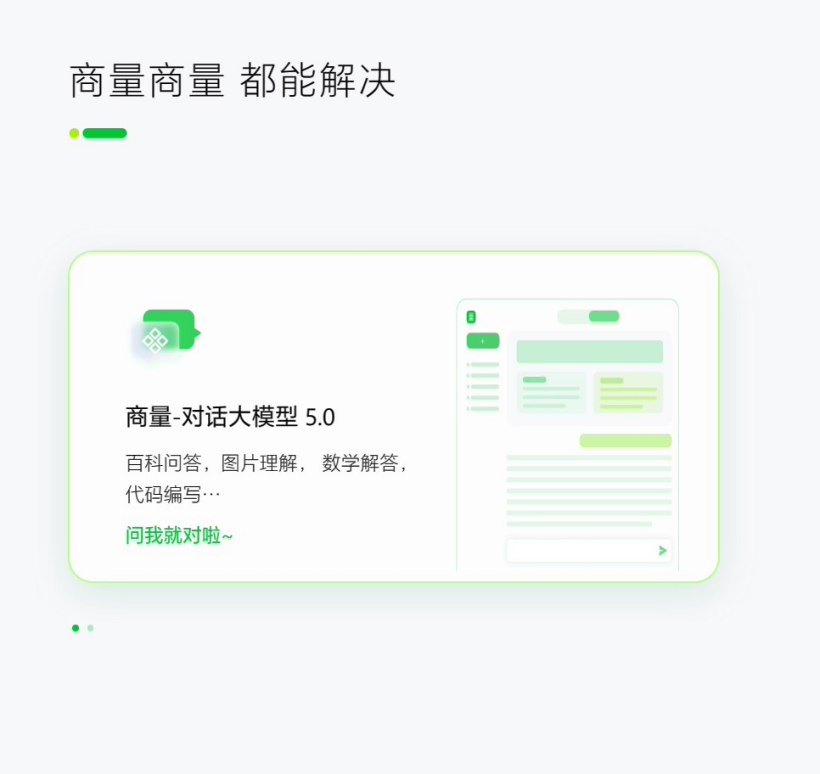 商量商量 都能解决
商量-对话大模型 5.0
百科问答，图片理解， 数学解答，
代码编写…
问我就对啦~